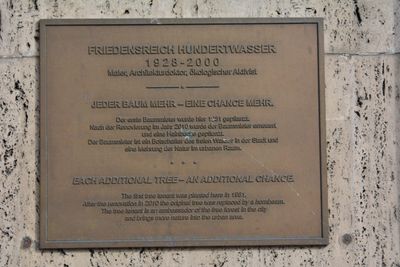 FRIEDENSREICH HUNDERTWASSER
1928-2000
Maler, Architekturdoktor, ökologischer Aktivist
JEDER BAUM MEHR – EINE CHANCE MEHR.
Der erste Baummieter wurde hier 1981 gepflanzt.
Nach der Renovierung im Jahr 2010 wurde der Baummieter erneuert
und eine Hainbuche gepflanzt.
Der Baummieter ist ein Botschafter des freien Waldes in der Stadt und
eine Mehrung der Natur im urbanen Raum.
EACH ADDITIONAL TREE – AN ADDITIONAL CHANCE.
The first tree tenant was planted here in 1981.
After the renovation in 2010 the original tree was replaced by a hornbeam.
The tree tenant is an ambassador of the free forest in the city
and brings more nature into the urban area.